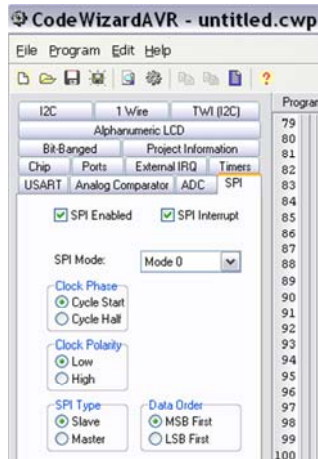 CodeWizardAVR - untitled.cwp
File Program Edit Help
I2C 1 Wire TWI (I2C)
Alphanumeric LCD
Bit-Banged Project Information
Chip Ports External IRQ Timers
USART Analog Comparator ADC SPI
SPI Enabled SPI Interrupt
SPI Mode: Mode 0
Clock Phase
Cycle Start
Cycle Half
Clock Polarity
Low
High
SPI Type Data Order
Slave MSB First
Master LSB First
Program
79
80
81
82
83
84
85
86
87
88
89
90
91
92
93
94
95
96
97
98
99
100